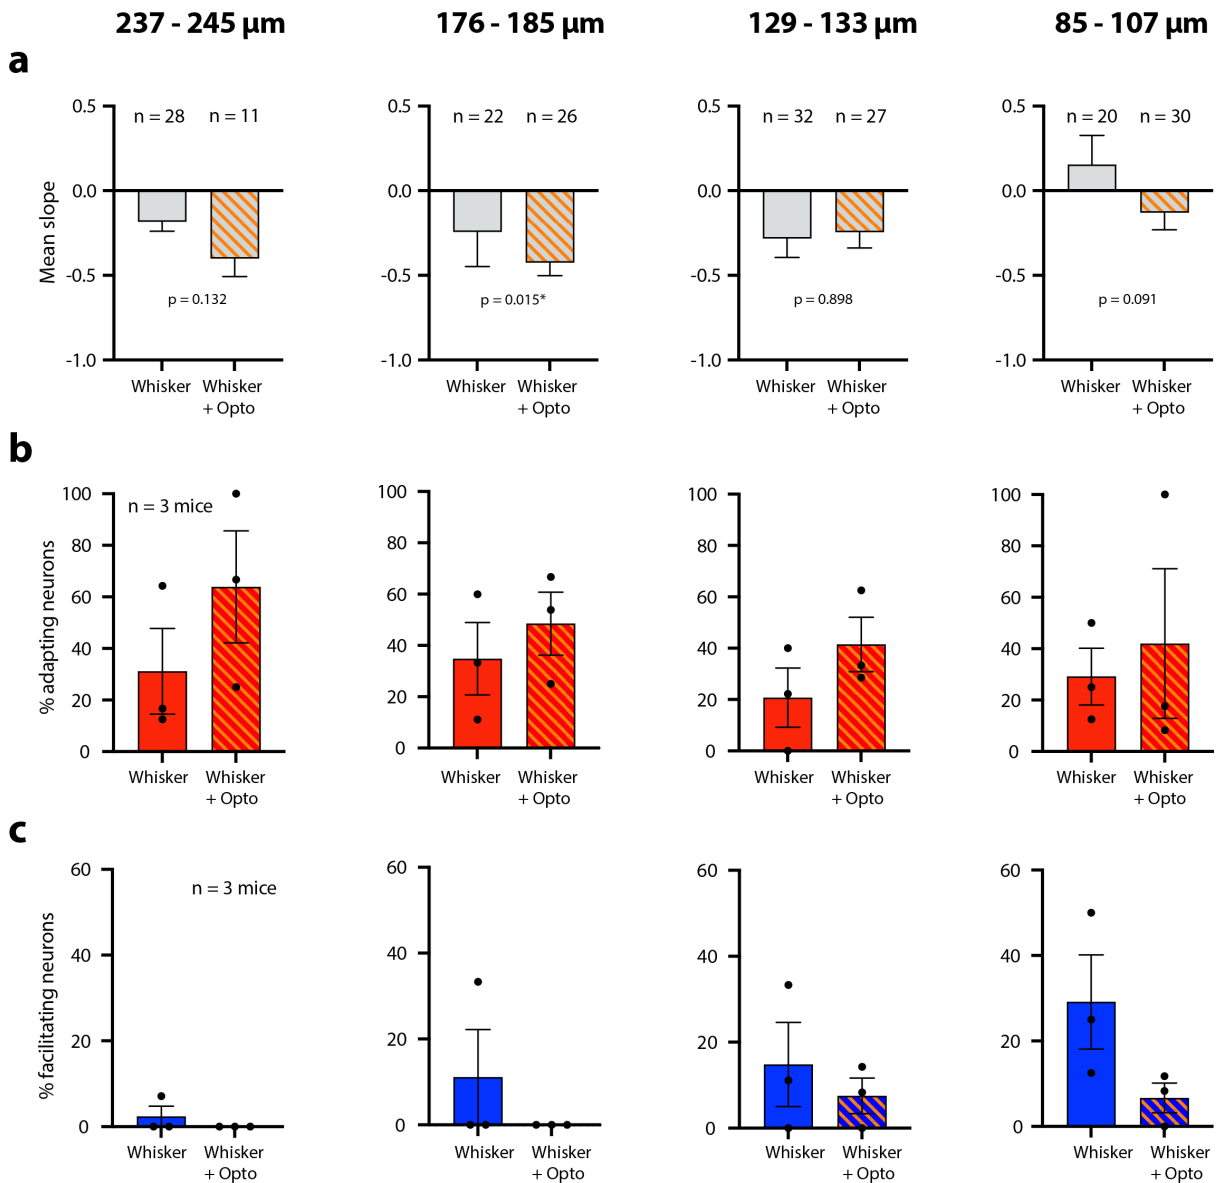 237 - 245 µm 176 - 185 µm 129 - 133 µm 85 - 107 µm
a
0.5 n = 28 n = 11 0.5 n = 22 n = 26 0.5 n = 32 n = 27 0.5 n = 20 n = 30
Mean slope
0.0 0.0 0.0 0.0
-0.5 -0.5 -0.5 -0.5
p = 0.132 p = 0.015* p = 0.898 p = 0.091
-1.0 -1.0 -1.0 -1.0
Whisker Whisker Whisker Whisker Whisker Whisker Whisker Whisker
+ Opto + Opto + Opto + Opto
b
100 100 100 100
n = 3 mice
% adapting neurons
80 80 80 80
60 60 60 60
40 40 40 40
20 20 20 20
0 0 0 0
Whisker Whisker Whisker Whisker Whisker Whisker Whisker Whisker
+ Opto + Opto + Opto + Opto
c
60 60 60 60
n = 3 mice
% facilitating neurons
40 40 40 40
20 20 20 20
0 0 0 0
Whisker Whisker Whisker Whisker Whisker Whisker Whisker Whisker
+ Opto + Opto + Opto + Opto